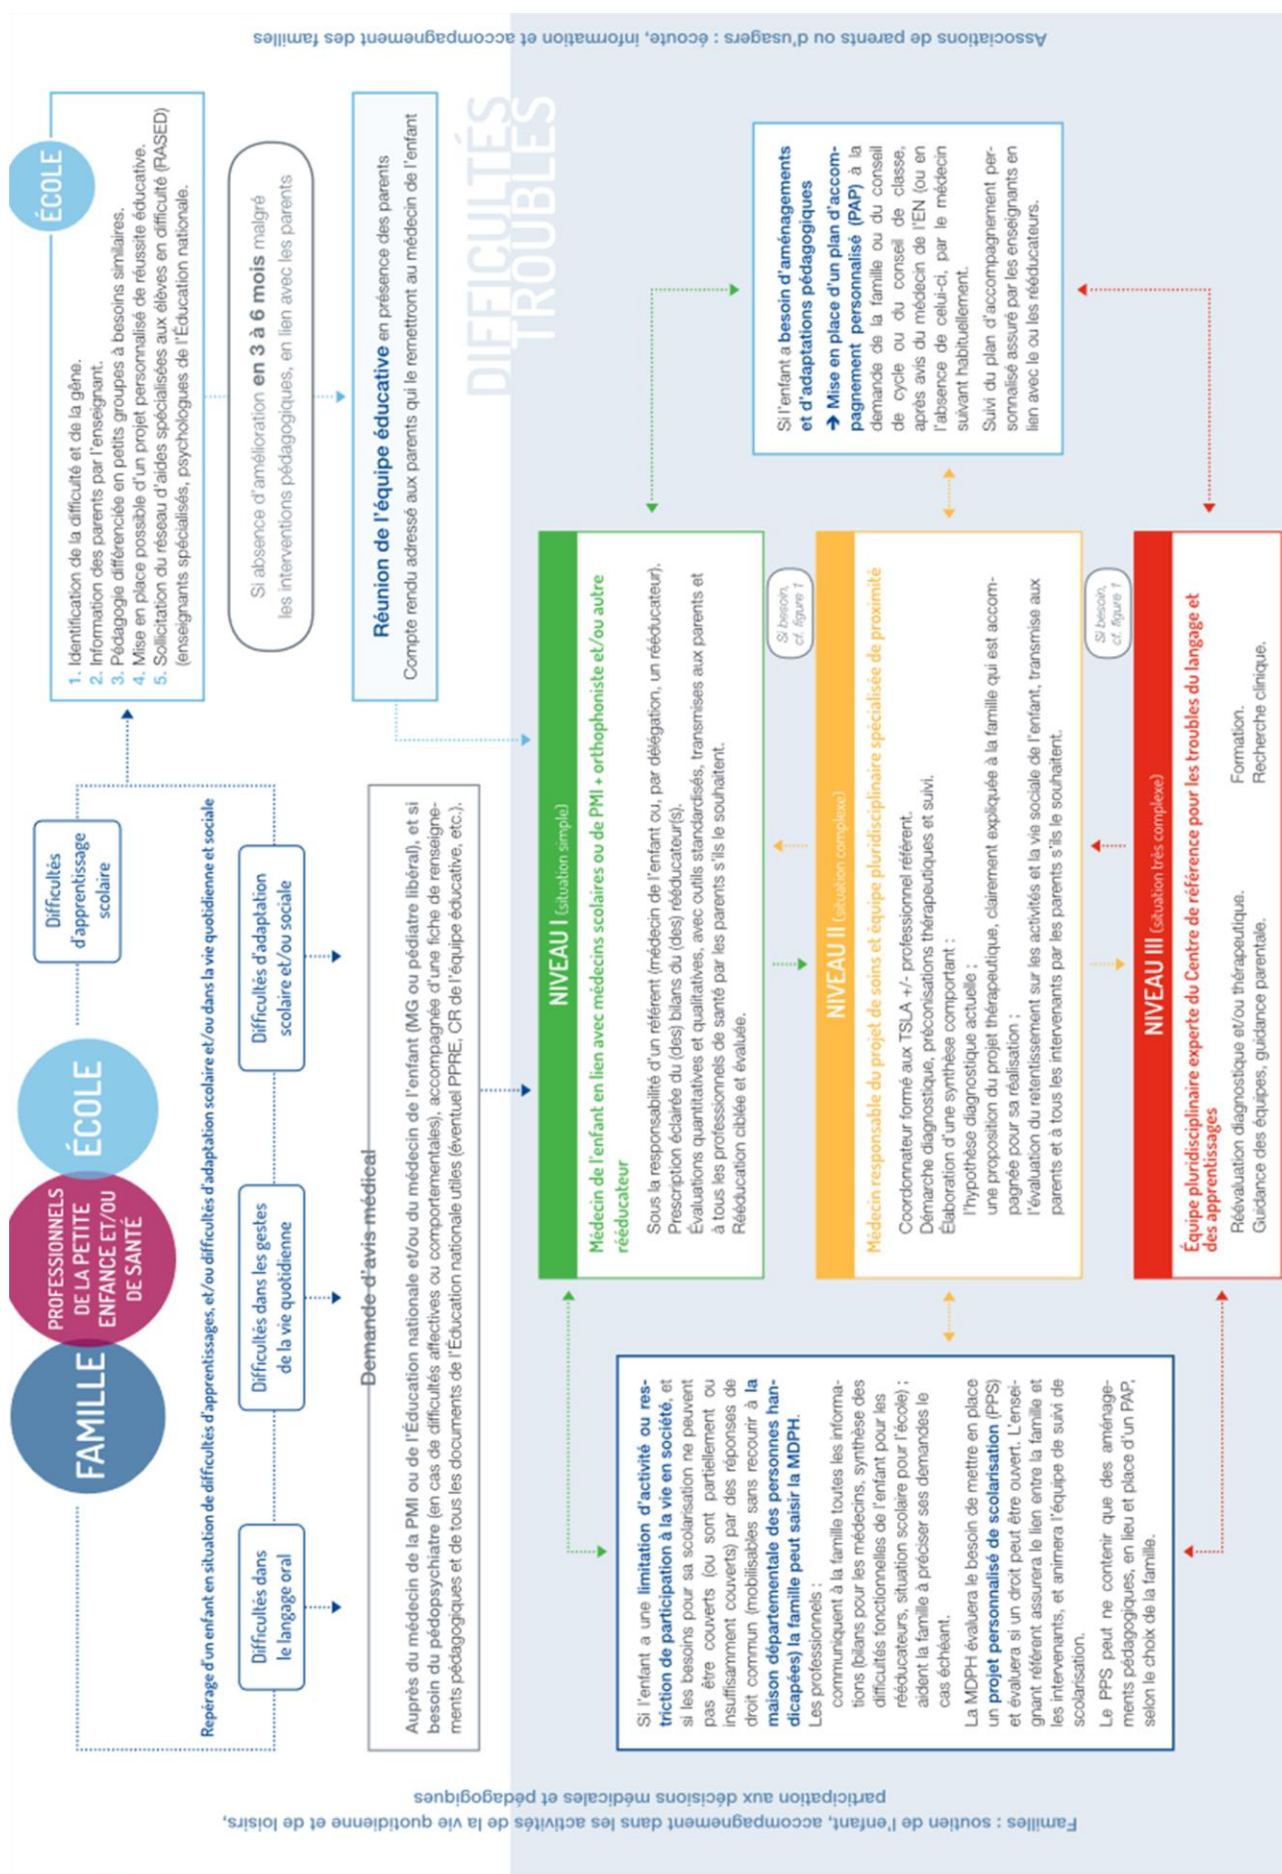 FAMILLE
PROFESSIONNELS
DE LA PETITE
ENFANCE ET/OU
DE SANTÉ
ÉCOLE
Repérage d'un enfant en situation de difficultés d'apprentissages, et/ou difficultés d'adaptation scolaire et/ou dans la vie quotidienne et sociale
Difficultés dans
le langage oral
Difficultés dans les gestes
de la vie quotidienne
Difficultés d'adaptation
scolaire et/ou sociale
Difficultés
d'apprentissage
scolaire
ÉCOLE
1. Identification de la difficulté et de la gêne.
2. Information des parents par l'enseignant.
3. Pédagogie différenciée en petits groupes à besoins similaires.
4. Mise en place possible d'un projet personnalisé de réussite éducative.
5. Sollicitation du réseau d'aides spécialisées aux élèves en difficulté (RASED)
(enseignants spécialisés, psychologues de l'Éducation nationale.
Si absence d'amélioration en 3 à 6 mois malgré
les interventions pédagogiques, en lien avec les parents
Réunion de l'équipe éducative en présence des parents
Compte rendu adressé aux parents qui le remettront au médecin de l'enfant
Demande d'avis médical
Auprès du médecin de la PMI ou de l'Éducation nationale et/ou du médecin de l'enfant (MG ou pédiatre libéral), et si
besoin du pédopsychiatre (en cas de difficultés affectives ou comportementales), accompagnée d'une fiche de renseigne-
ments pédagogiques et de tous les documents de l'Éducation nationale utiles (éventuel PPRE, CR de l'équipe éducative, etc.).
DIFFICULTÉS
TROUBLES
NIVEAU I (situation simple)
Médecin de l'enfant en lien avec médecins scolaires ou de PMI + orthophoniste et/ou autre
rééducateur
Sous la responsabilité d'un référent (médecin de l'enfant ou, par délégation, un rééducateur).
Prescription éclairée du (des) bilans du (des) rééducateur(s).
Évaluations quantitatives et qualitatives, avec outils standardisés, transmises aux parents et
à tous les professionnels de santé par les parents s'ils le souhaitent.
Rééducation ciblée et évaluée.
Si besoin,
cf. figure 1
NIVEAU II (situation complexe)
Médecin responsable du projet de soins et équipe pluridisciplinaire spécialisée de proximité
Coordonnateur formé aux TSLA +/- professionnel référent.
Démarche diagnostique, préconisations thérapeutiques et suivi.
Élaboration d'une synthèse comportant :
l'hypothèse diagnostique actuelle ;
une proposition du projet thérapeutique, clairement expliquée à la famille qui est accom-
pagnée pour sa réalisation ;
l'évaluation du retentissement sur les activités et la vie sociale de l'enfant, transmise aux
parents et à tous les intervenants par les parents s'ils le souhaitent.
Si besoin,
cf. figure 1
NIVEAU III (situation très complexe)
Équipe pluridisciplinaire experte du Centre de référence pour les troubles du langage et
des apprentissages
Réévaluation diagnostique et/ou thérapeutique.
Guidance des équipes, guidance parentale.
Formation.
Recherche clinique.
Si l'enfant a une limitation d'activité ou res-
triction de participation à la vie en société, et
si les besoins pour sa scolarisation ne peuvent
pas être couverts (ou sont partiellement ou
insuffisamment couverts) par des réponses de
droit commun (mobilisables sans recourir à la
maison départementale des personnes han-
dicapées) la famille peut saisir la MDPH.
Les professionnels :
communiquent à la famille toutes les informa-
tions (bilans pour les médecins, synthèse des
difficultés fonctionnelles de l'enfant pour les
rééducateurs, situation scolaire pour l'école) ;
aident la famille à préciser ses demandes le
cas échéant.
La MDPH évaluera le besoin de mettre en place
un projet personnalisé de scolarisation (PPS)
et évaluera si un droit peut être ouvert. L'ensei-
gnant référent assurera le lien entre la famille et
les intervenants, et animera l'équipe de suivi de
scolarisation.
Le PPS peut ne contenir que des aménage-
ments pédagogiques, en lieu et place d'un PAP,
selon le choix de la famille.
Si l'enfant a besoin d'aménagements
et d'adaptations pédagogiques
➔ Mise en place d'un plan d'accom-
pagnement personnalisé (PAP) à la
demande de la famille ou du conseil
de cycle ou du conseil de classe,
après avis du médecin de l'EN (ou en
l'absence de celui-ci, par le médecin
suivant habituellement.
Suivi du plan d'accompagnement per-
sonnalisé assuré par les enseignants en
lien avec le ou les rééducateurs.
Familles : soutien de l'enfant, accompagnement dans les activités de la vie quotidienne et de loisirs,
participation aux décisions médicales et pédagogiques
Associations de parents ou d'usagers : écoute, information et accompagnement des familles